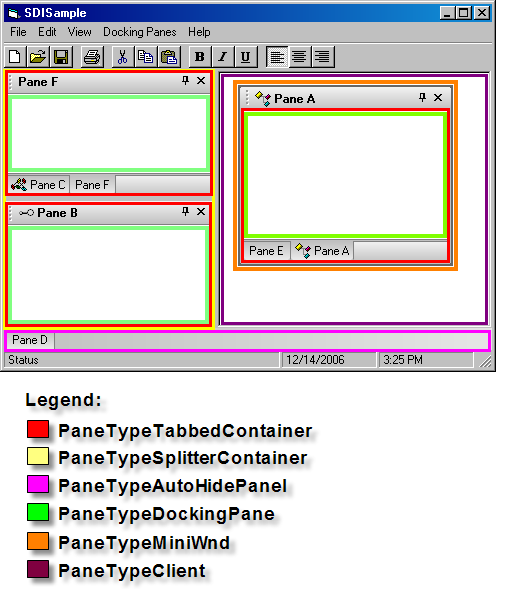 SDISample
File Edit View Docking Panes Help
B I U
Pane F
Pane A
Pane C Pane F
Pane B
Pane E Pane A
Pane D
Status 12/14/2006 3:25 PM
Legend:
PaneTypeTabbedContainer
PaneTypeSplitterContainer
PaneTypeAutoHidePanel
PaneTypeDockingPane
PaneTypeMiniWnd
PaneTypeClient